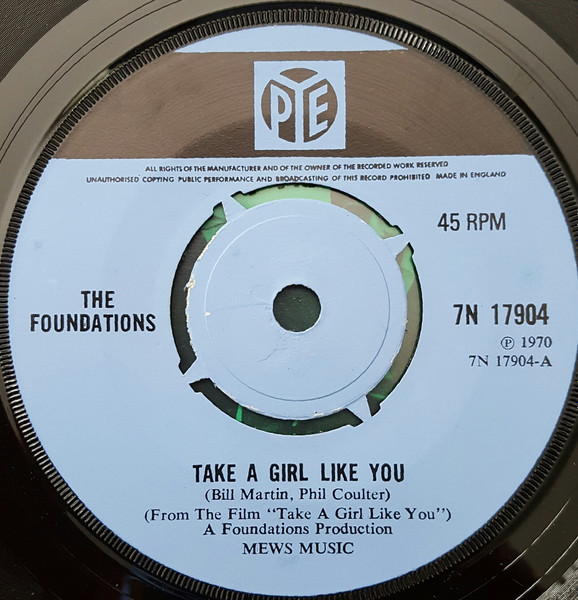 PYE
ALL RIGHTS OF THE MANUFACTURER AND OF THE OWNER OF THE RECORDED WORK RESERVED
UNAUTHORISED COPYING PUBLIC PERFORMANCE AND BROADCASTING OF THIS RECORD PROHIBITED MADE IN ENGLAND
45 RPM
THE
FOUNDATIONS
7N 17904
Ⓟ 1970
7N 17904-A
TAKE A GIRL LIKE YOU
(Bill Martin, Phil Coulter)
(From The Film "Take A Girl Like You")
A Foundations Production
MEWS MUSIC